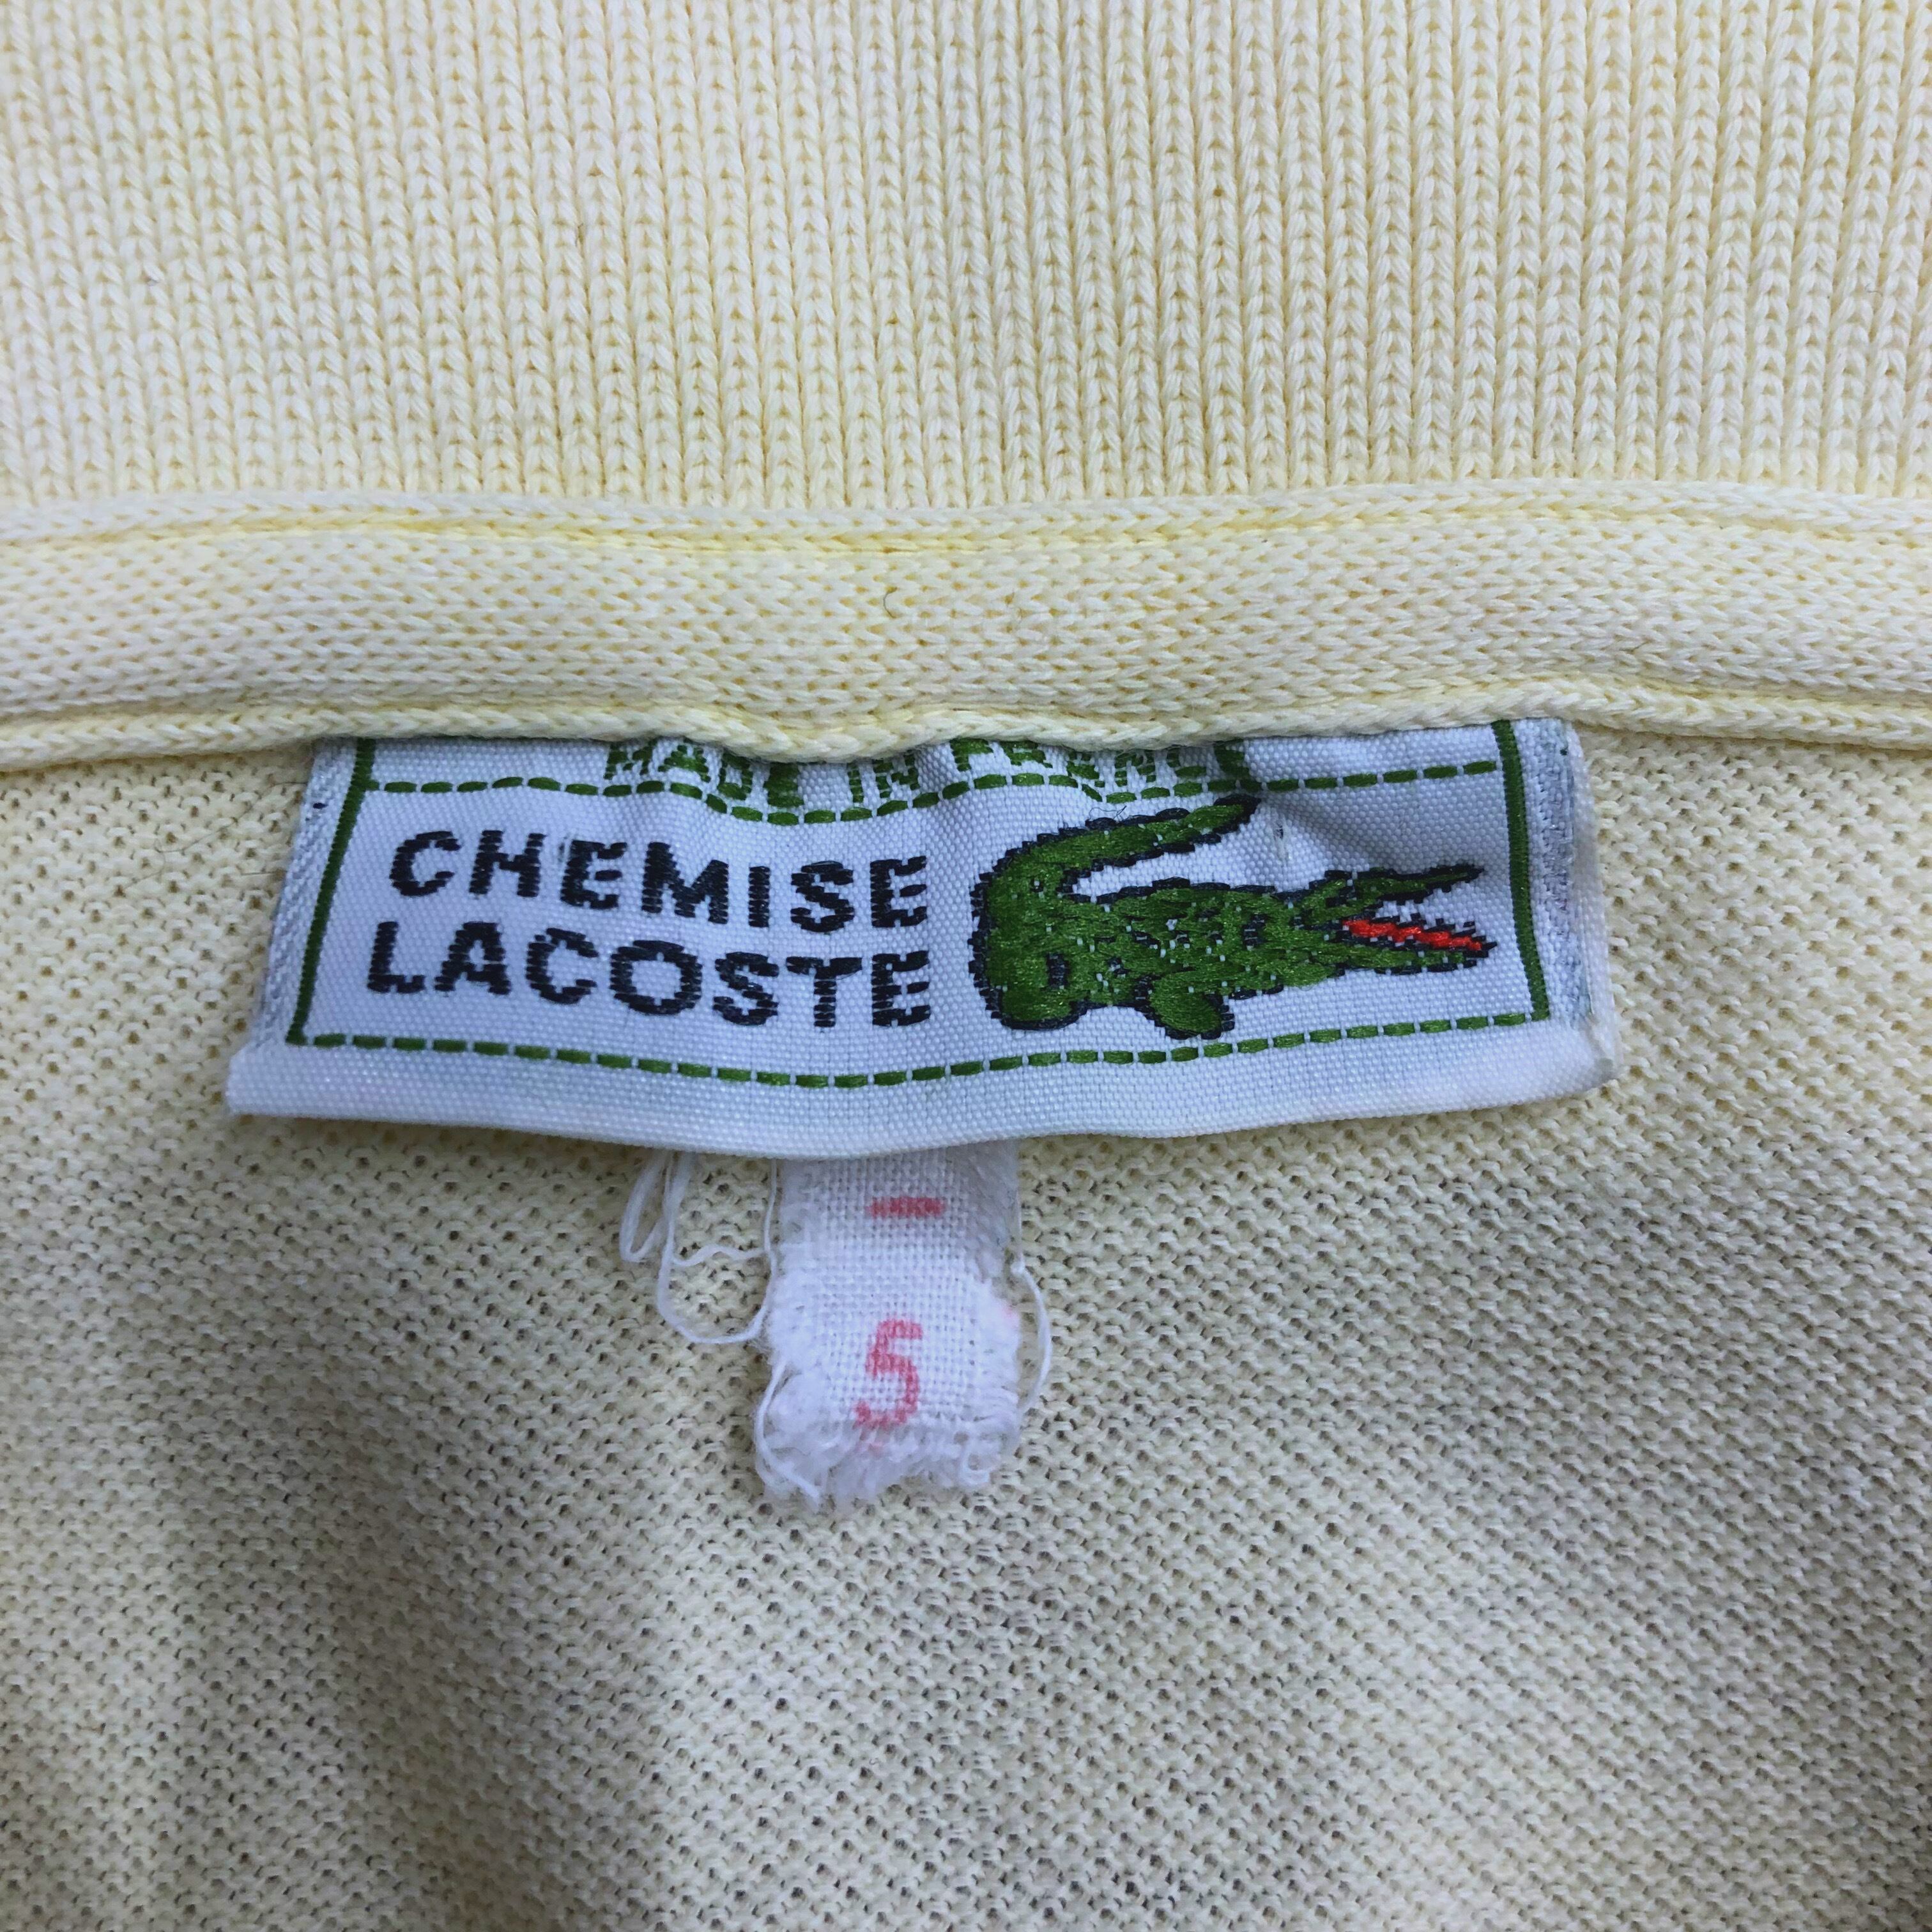 MADE IN FRANCE
CHEMISE
LACOSTE
5